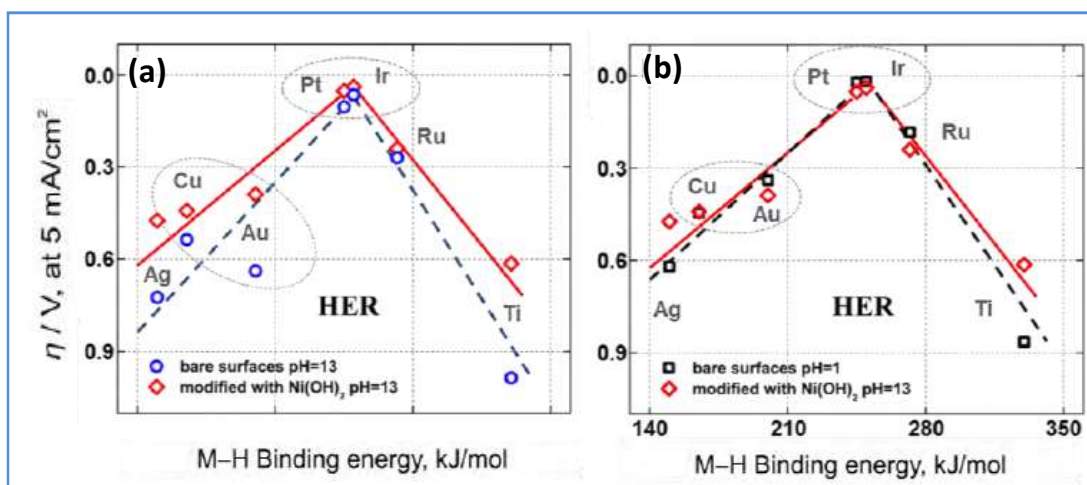 (a)
Pt
Ir
Ru
Cu
Au
Ag
Ti
HER
bare surfaces pH=13
modified with Ni(OH)₂ pH=13
0.0
0.3
0.6
0.9
η / V, at 5 mA/cm²
M–H Binding energy, kJ/mol
(b)
Pt
Ir
Ru
Cu
Au
Ag
Ti
HER
bare surfaces pH=1
modified with Ni(OH)₂ pH=13
0.0
0.3
0.6
0.9
140 210 280 350
M–H Binding energy, kJ/mol